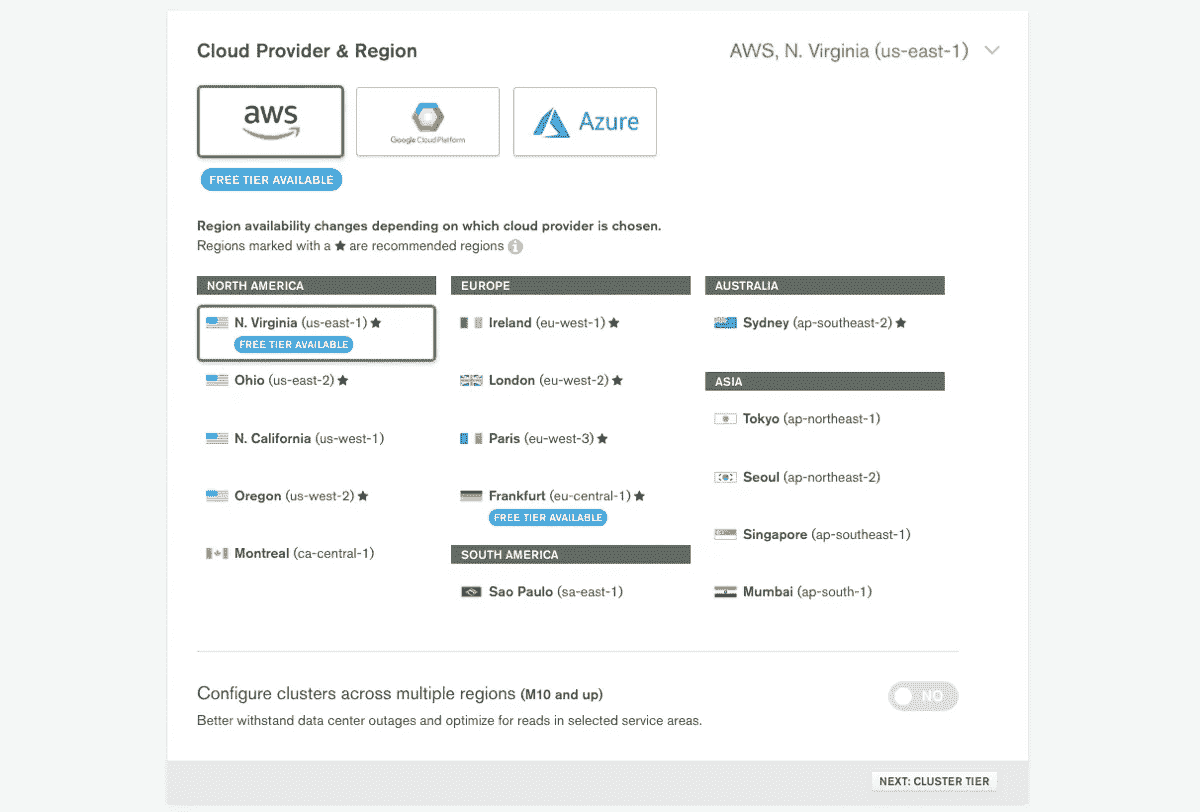 Cloud Provider & Region
AWS, N. Virginia (us-east-1)
aws
Google Cloud Platform
Azure
FREE TIER AVAILABLE
Region availability changes depending on which cloud provider is chosen.
Regions marked with a ★ are recommended regions
NORTH AMERICA
N. Virginia (us-east-1) ★
FREE TIER AVAILABLE
Ohio (us-east-2) ★
N. California (us-west-1)
Oregon (us-west-2) ★
Montreal (ca-central-1)
EUROPE
Ireland (eu-west-1) ★
London (eu-west-2) ★
Paris (eu-west-3) ★
Frankfurt (eu-central-1) ★
FREE TIER AVAILABLE
SOUTH AMERICA
Sao Paulo (sa-east-1)
AUSTRALIA
Sydney (ap-southeast-2) ★
ASIA
Tokyo (ap-northeast-1)
Seoul (ap-northeast-2)
Singapore (ap-southeast-1)
Mumbai (ap-south-1)
Configure clusters across multiple regions (M10 and up)
NO
Better withstand data center outages and optimize for reads in selected service areas.
NEXT: CLUSTER TIER